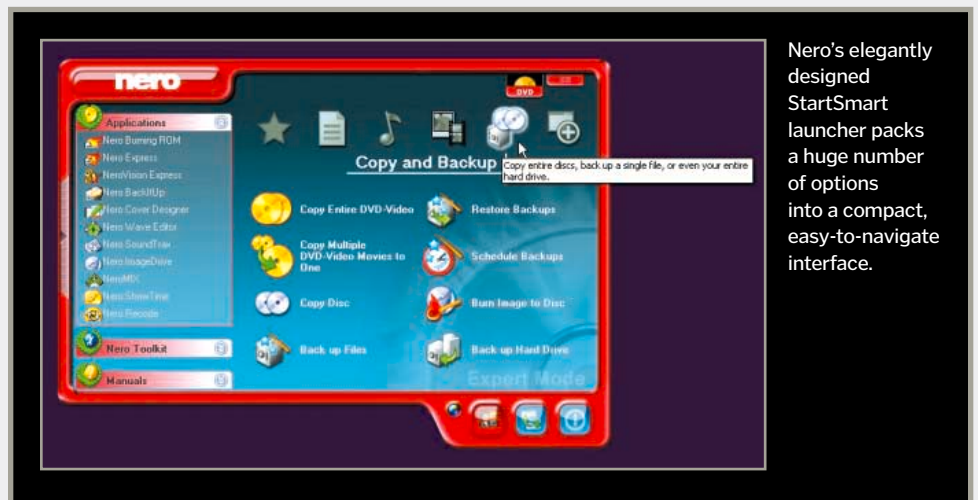 nero
Applications
Nero Burning ROM
Nero Express
NeroVision Express
Nero BackItUp
Nero Cover Designer
Nero Wave Editor
Nero SoundTrax
Nero ImageDrive
NeroMIX
Nero ShowTime
Nero Recode
Nero Toolkit
Manuals
DVD
Copy and Backup
Copy entire discs, back up a single file, or even your entire
hard drive.
Copy Entire DVD-Video
Copy Multiple
DVD-Video Movies to
One
Copy Disc
Back up Files
Restore Backups
Schedule Backups
Burn Image to Disc
Back up Hard Drive
Expert Mode
Nero's elegantly
designed
StartSmart
launcher packs
a huge number
of options
into a compact,
easy-to-navigate
interface.